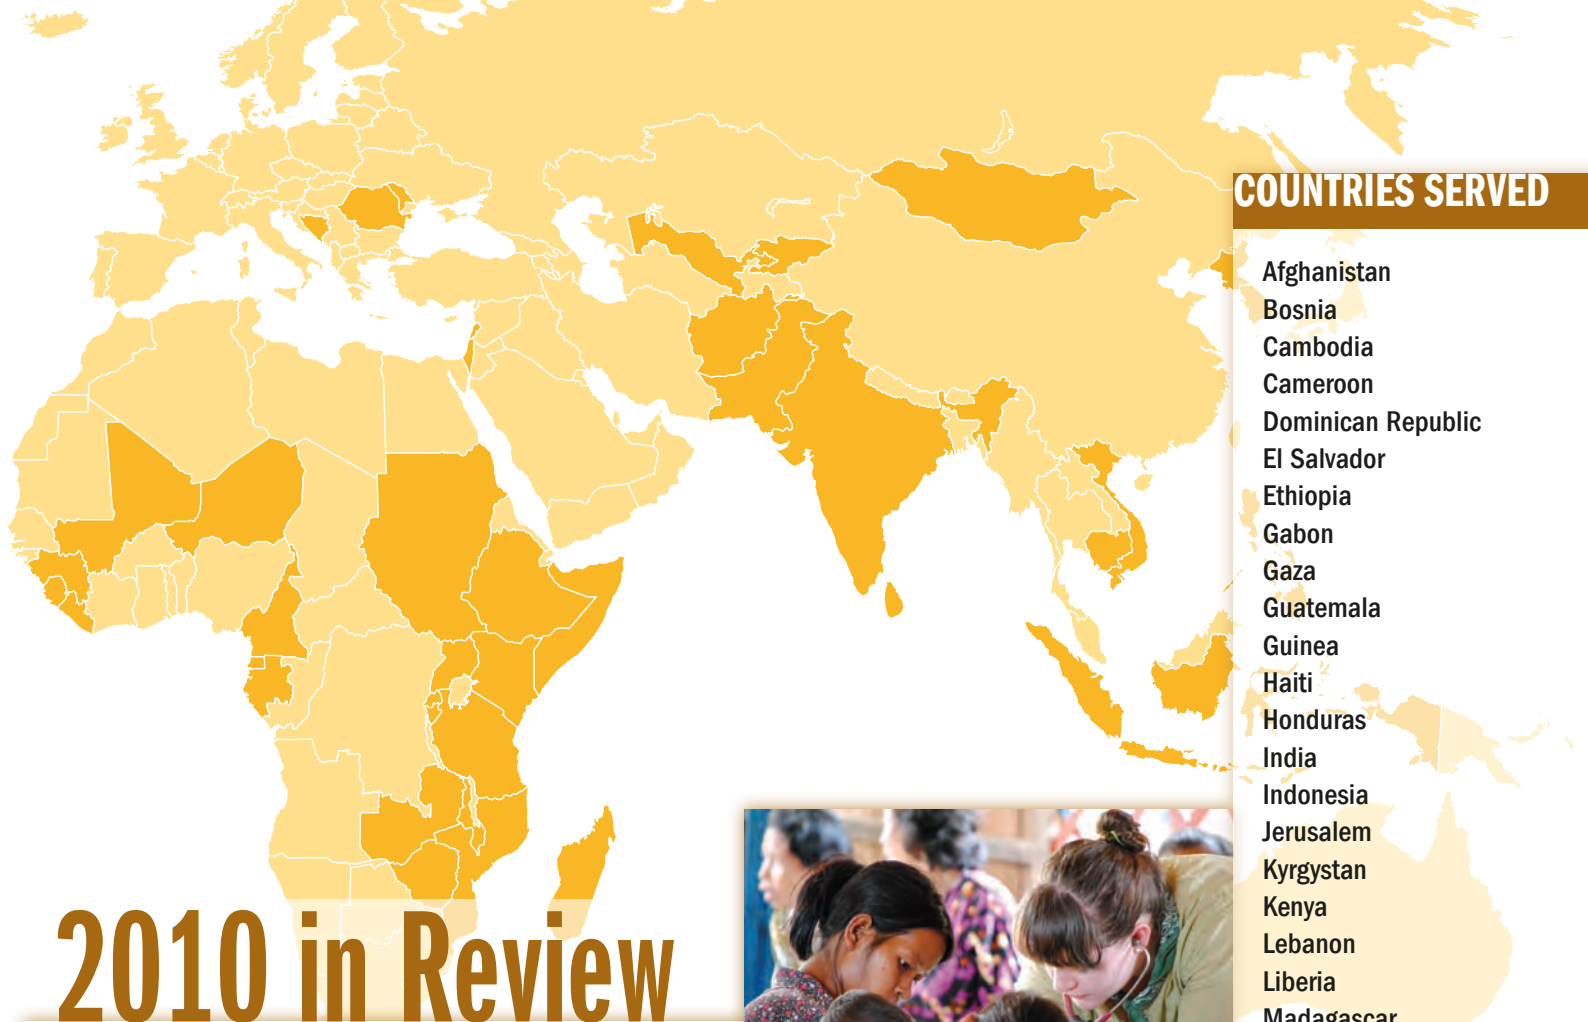 COUNTRIES SERVED
Afghanistan
Bosnia
Cambodia
Cameroon
Dominican Republic
El Salvador
Ethiopia
Gabon
Gaza
Guatemala
Guinea
Haiti
Honduras
India
Indonesia
Jerusalem
Kyrgystan
Kenya
Lebanon
Liberia
Madagascar
2010 in Review